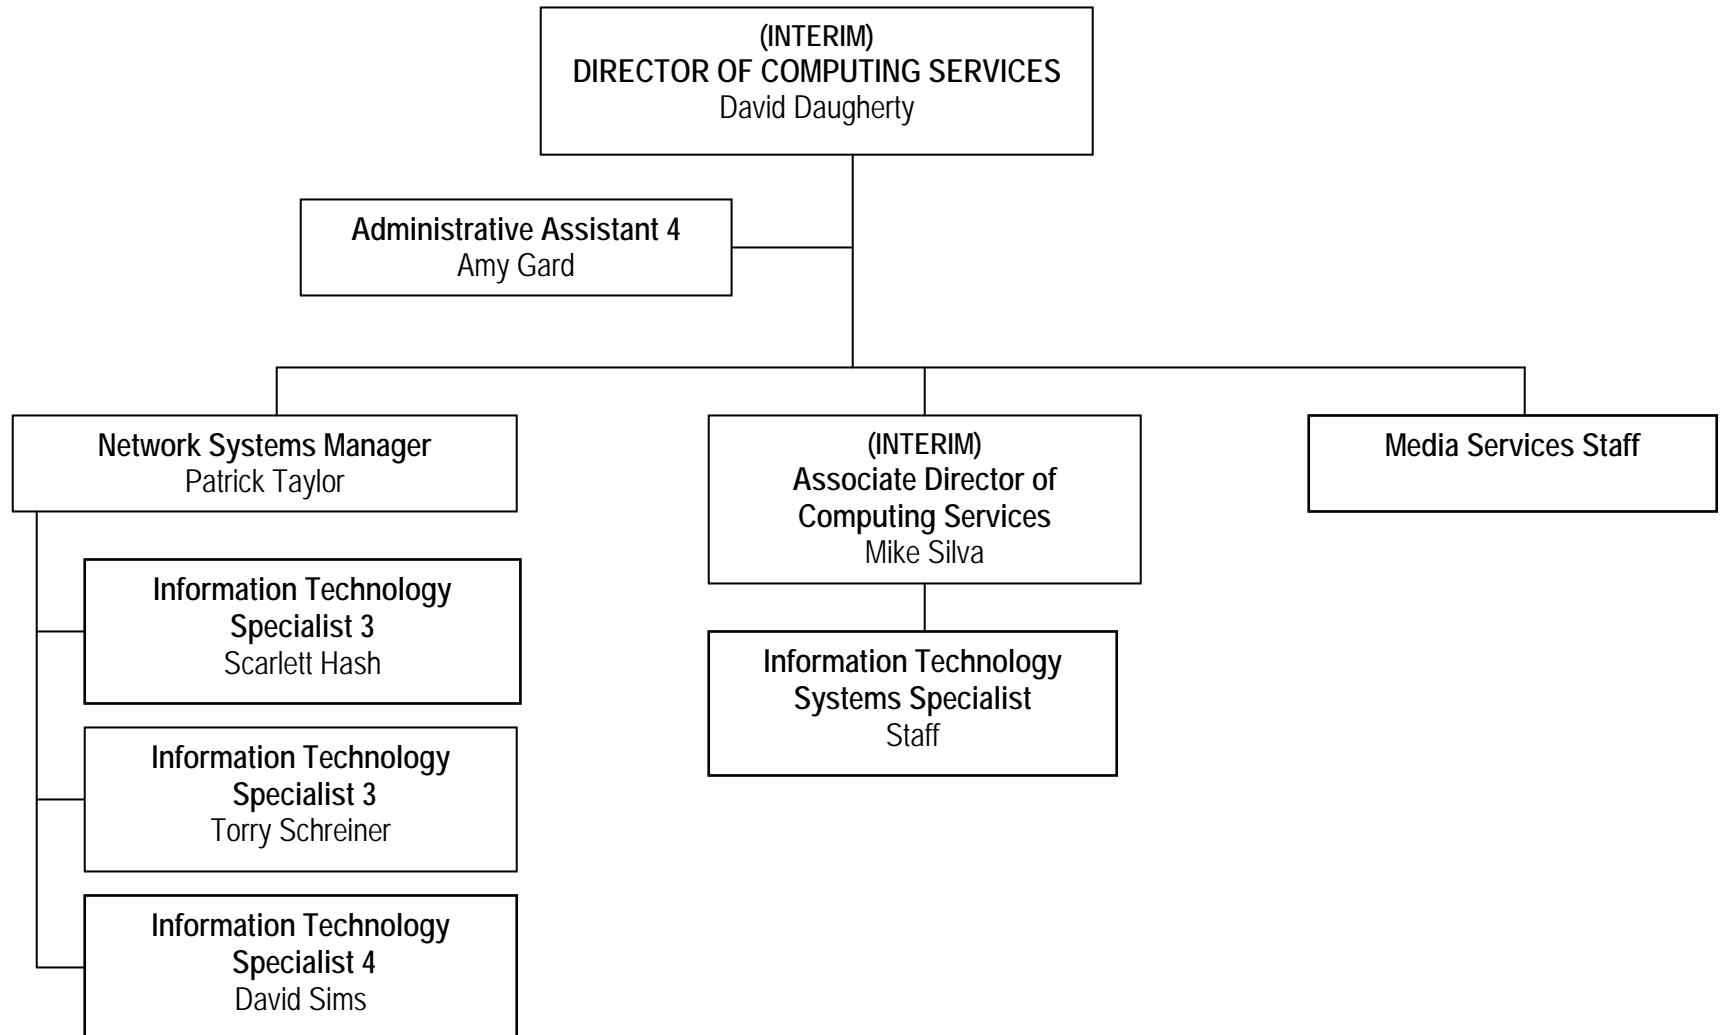 (INTERIM)
DIRECTOR OF COMPUTING SERVICES
David Daugherty
Administrative Assistant 4
Amy Gard
Network Systems Manager
Patrick Taylor
Information Technology
Specialist 3
Scarlett Hash
Information Technology
Specialist 3
Torry Schreiner
Information Technology
Specialist 4
David Sims
(INTERIM)
Associate Director of
Computing Services
Mike Silva
Information Technology
Systems Specialist
Staff
Media Services Staff